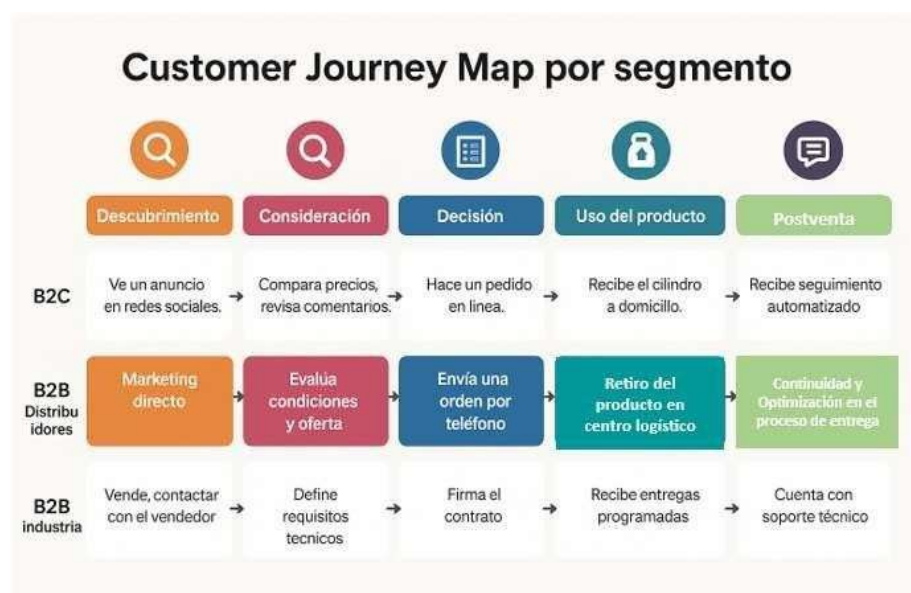 Customer Journey Map por segmento
Descubrimiento
Consideración
Decisión
Uso del producto
Postventa
B2C
Ve un anuncio
en redes sociales.
Compara precios,
revisa comentarios.
Hace un pedido
en linea.
Recibe el cilindro
a domicillo.
Recibe seguimiento
automatizado
B2B
Distribu
idores
Marketing
directo
Evalúa
condiciones
y oferta
Envía una
orden por
teléfono
Retiro del
producto en
centro logístico
Continuidad y
Optimización en el
proceso de entrega
B2B
industria
Vende, contactar
con el vendedor
Define
requisitos
tecnicos
Firma el
contrato
Recibe entregas
programadas
Cuenta con
soporte técnico